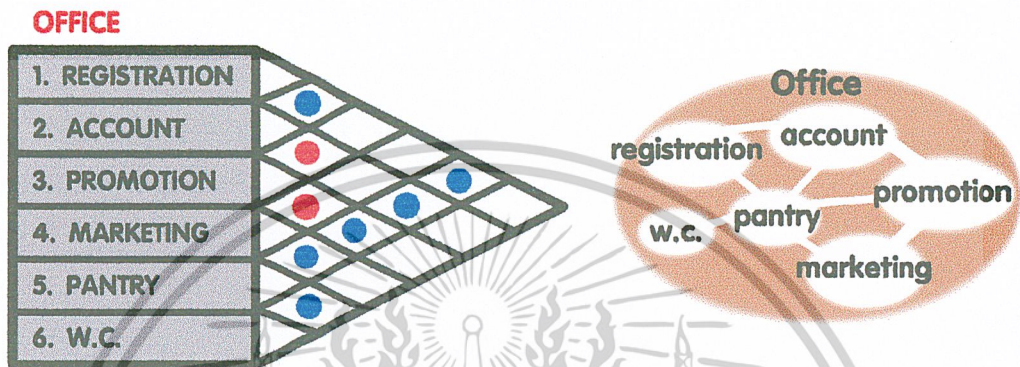 OFFICE
1. REGISTRATION
2. ACCOUNT
3. PROMOTION
4. MARKETING
5. PANTRY
6. W.C.
Office
registration
account
promotion
pantry
w.c.
marketing